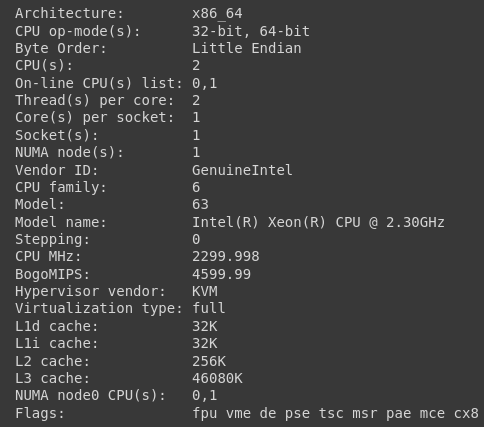 Architecture: x86_64
CPU op-mode(s): 32-bit, 64-bit
Byte Order: Little Endian
CPU(s): 2
On-line CPU(s) list: 0,1
Thread(s) per core: 2
Core(s) per socket: 1
Socket(s): 1
NUMA node(s): 1
Vendor ID: GenuineIntel
CPU family: 6
Model: 63
Model name: Intel(R) Xeon(R) CPU @ 2.30GHz
Stepping: 0
CPU MHz: 2299.998
BogoMIPS: 4599.99
Hypervisor vendor: KVM
Virtualization type: full
L1d cache: 32K
L1i cache: 32K
L2 cache: 256K
L3 cache: 46080K
NUMA node0 CPU(s): 0,1
Flags: fpu vme de pse tsc msr pae mce cx8